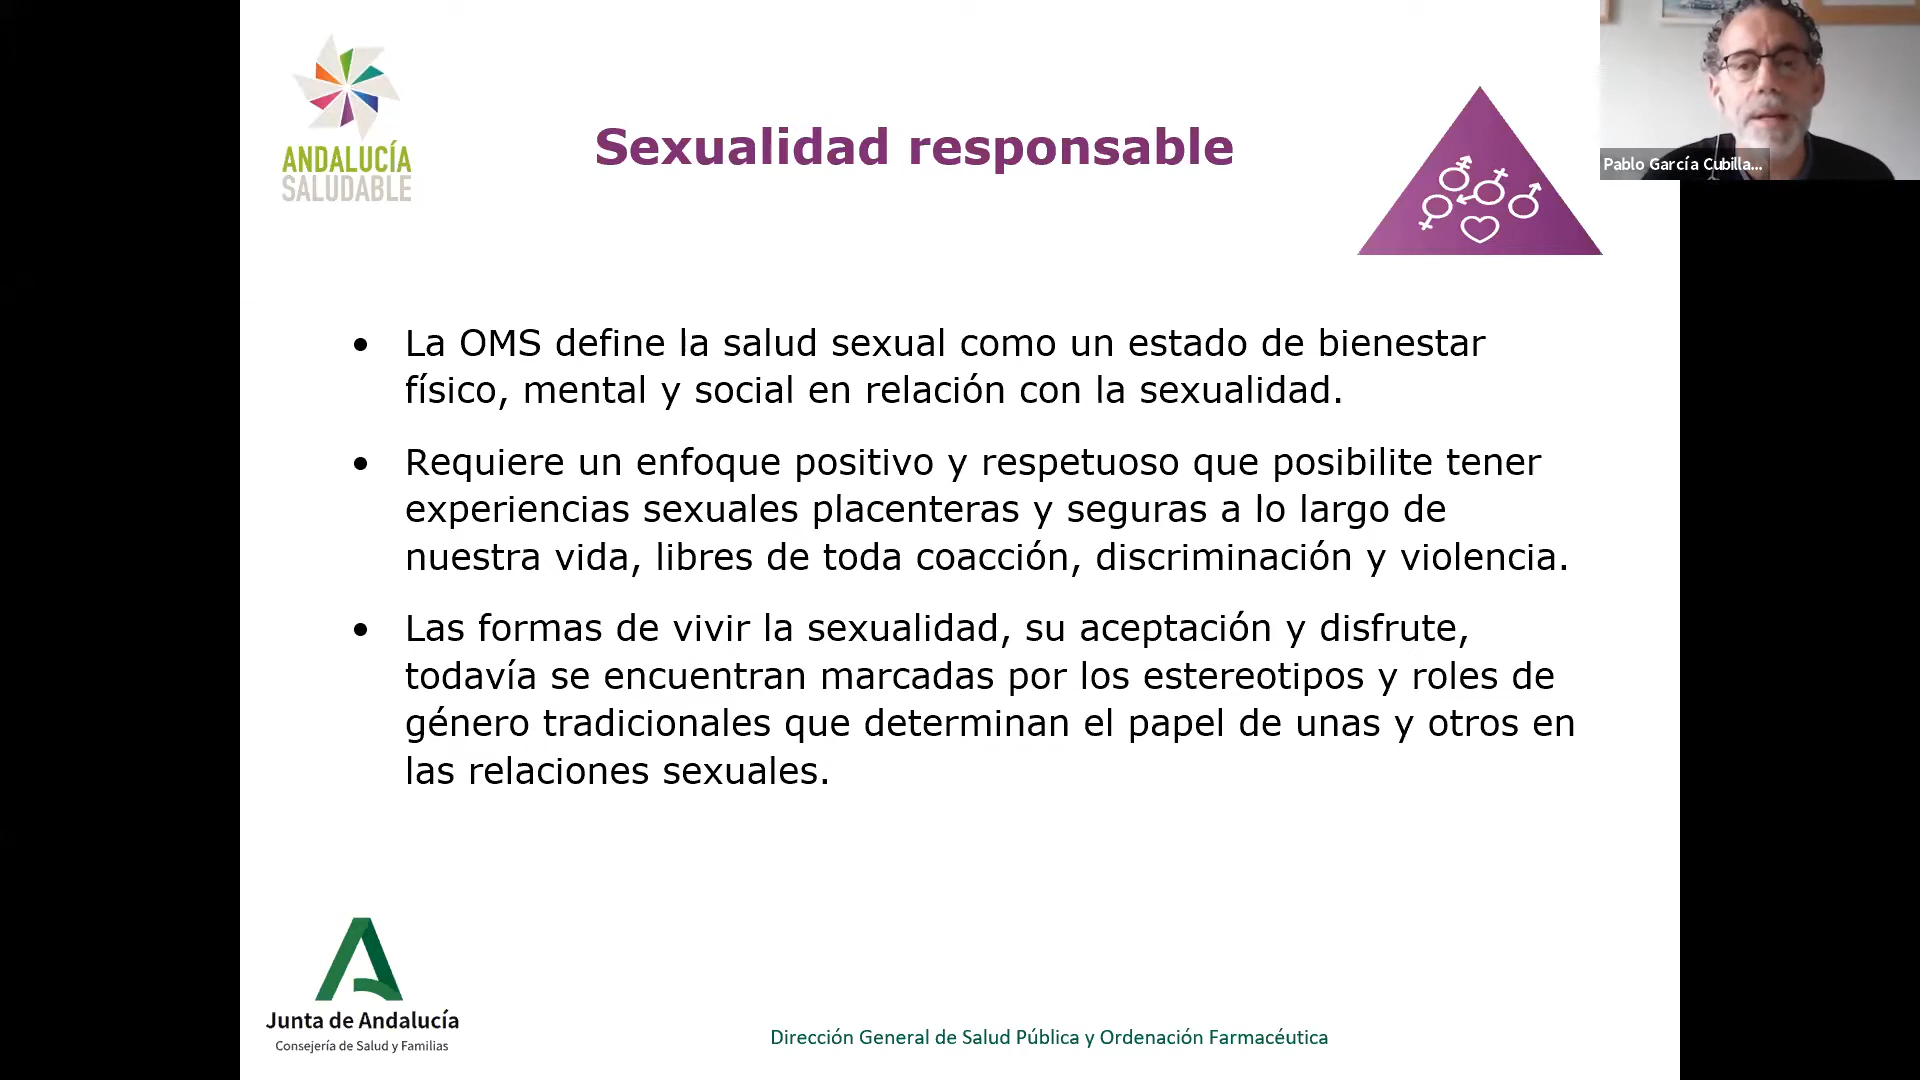 ANDALUCÍA
SALUDABLE
Sexualidad responsable
Pablo García Cubilla...
• La OMS define la salud sexual como un estado de bienestar
físico, mental y social en relación con la sexualidad.
• Requiere un enfoque positivo y respetuoso que posibilite tener
experiencias sexuales placenteras y seguras a lo largo de
nuestra vida, libres de toda coacción, discriminación y violencia.
• Las formas de vivir la sexualidad, su aceptación y disfrute,
todavía se encuentran marcadas por los estereotipos y roles de
género tradicionales que determinan el papel de unas y otros en
las relaciones sexuales.
Junta de Andalucía
Consejería de Salud y Familias
Dirección General de Salud Pública y Ordenación Farmacéutica